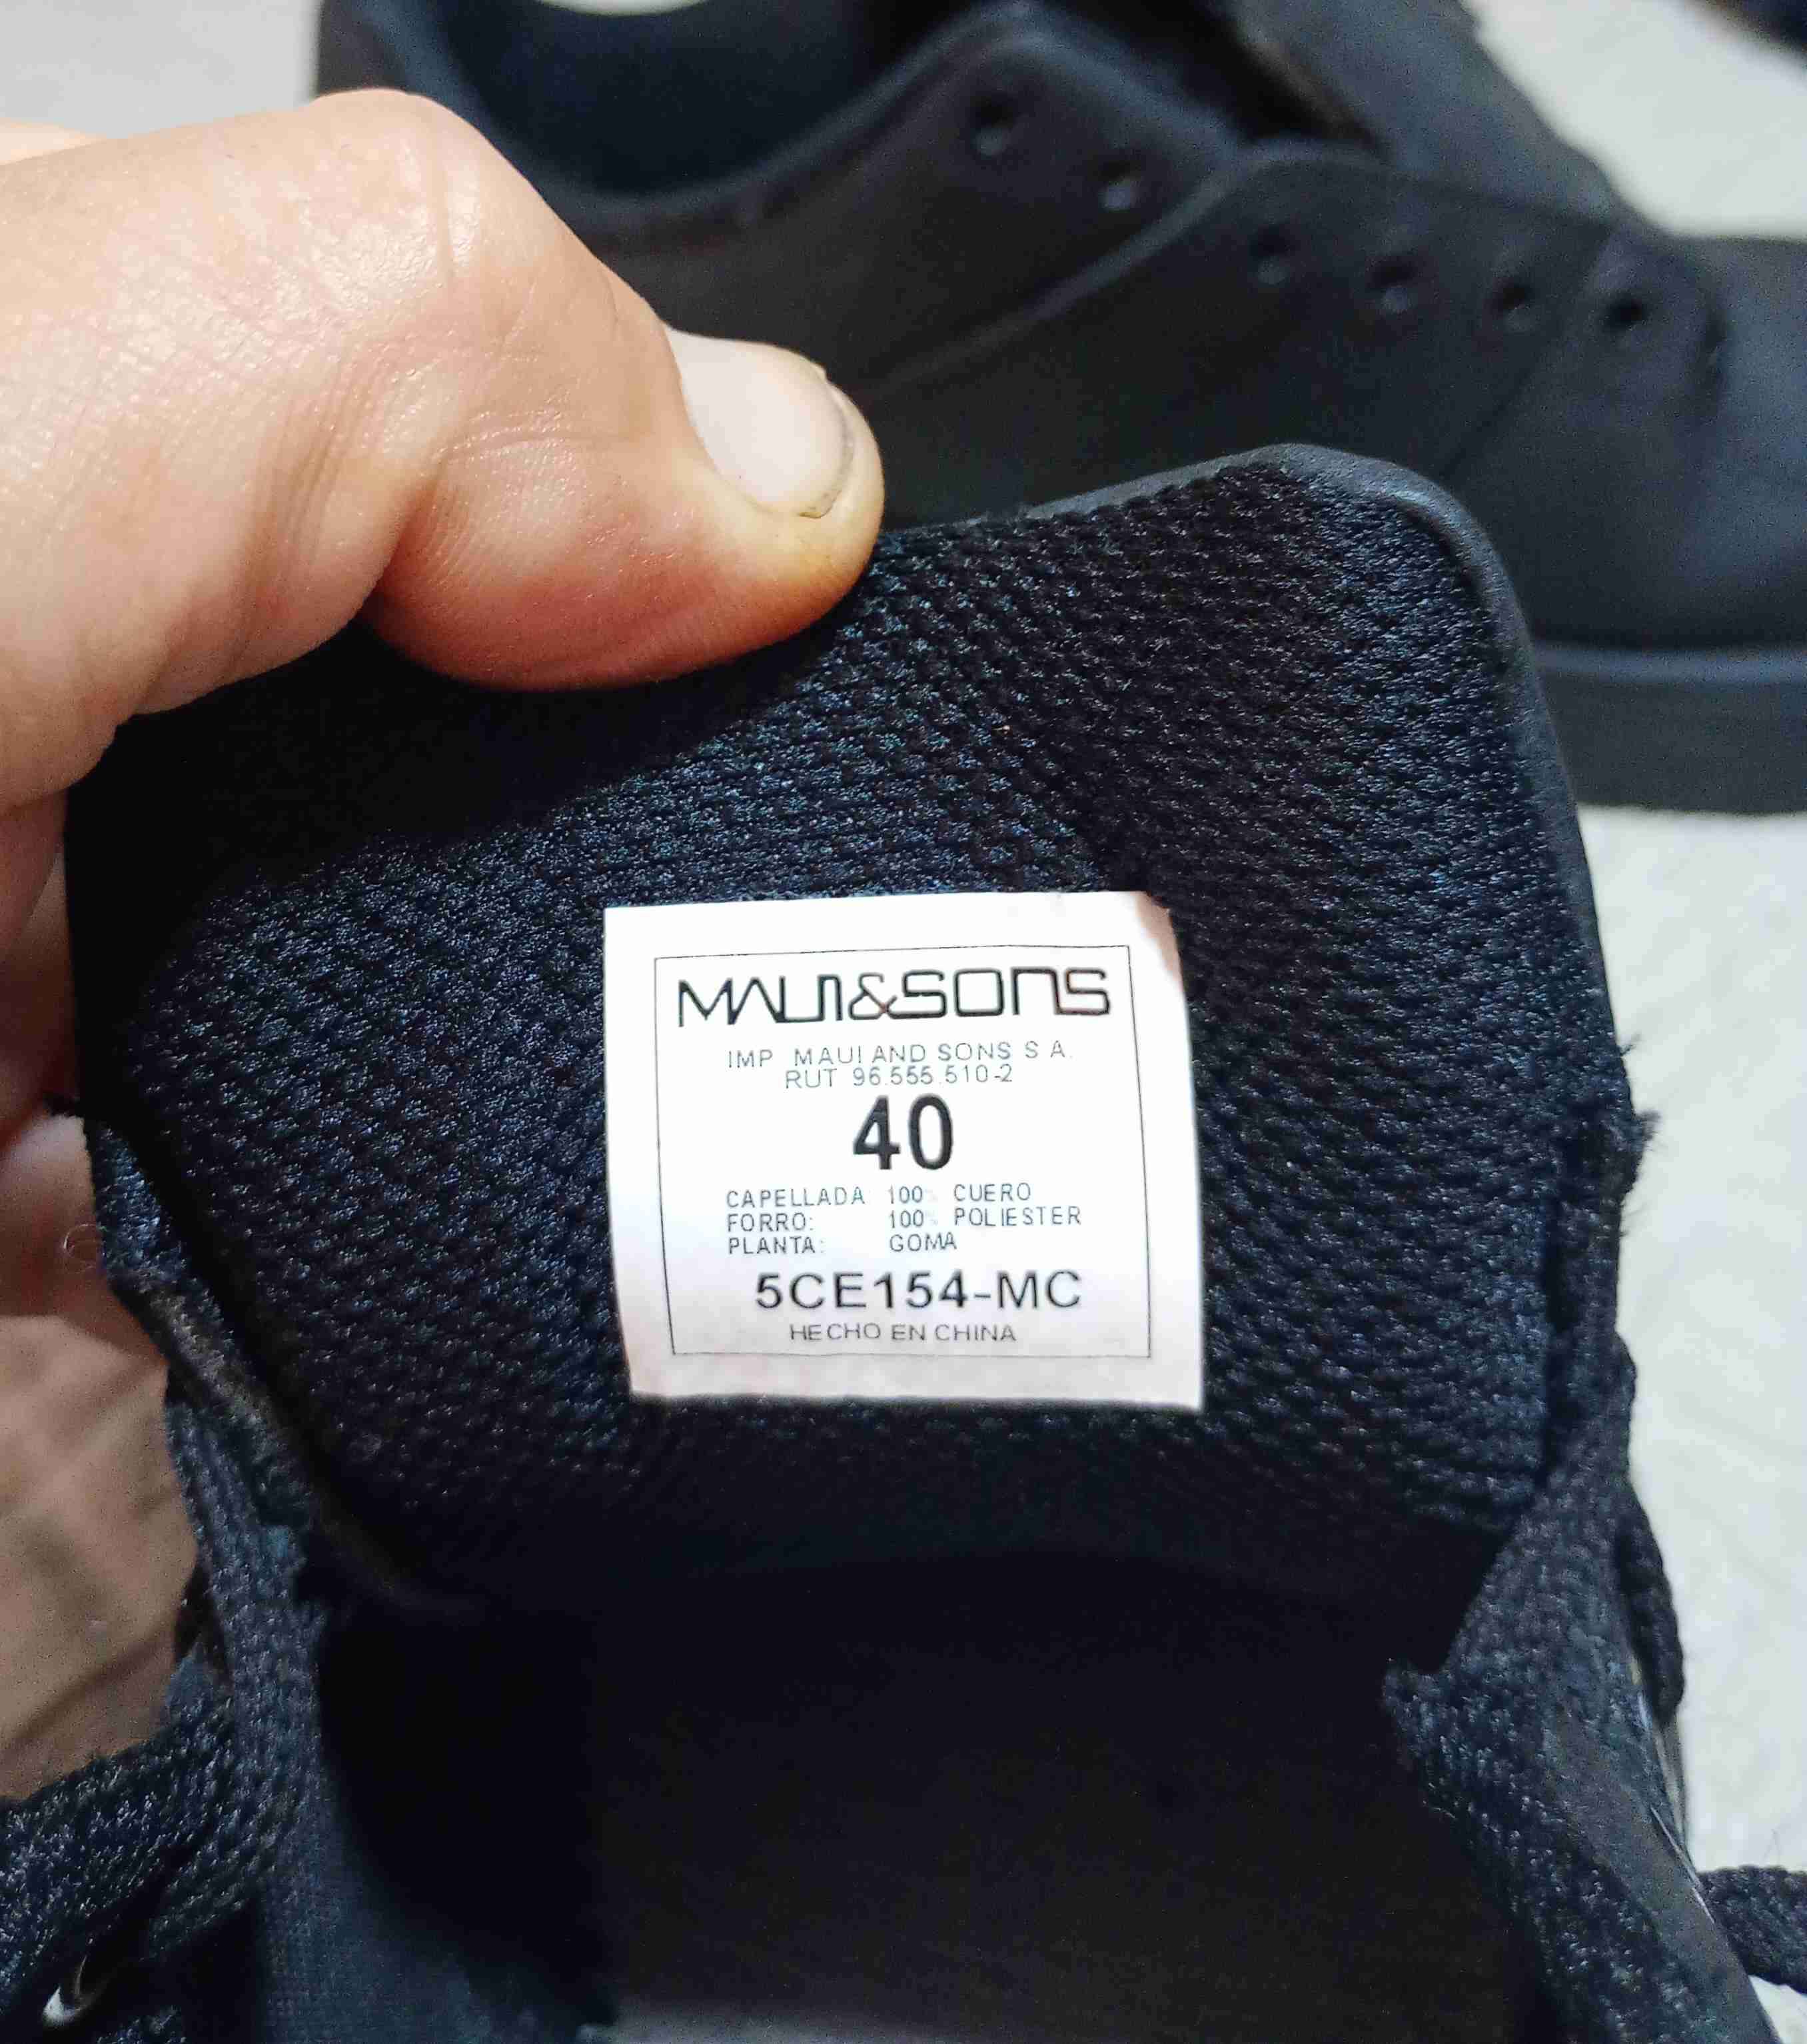 MAUI&SONS
IMP MAUI AND SONS S A.
RUT 96.555.510-2
40
CAPELLADA 100% CUERO
FORRO: 100% POLIESTER
PLANTA: GOMA
5CE154-MC
HECHO EN CHINA